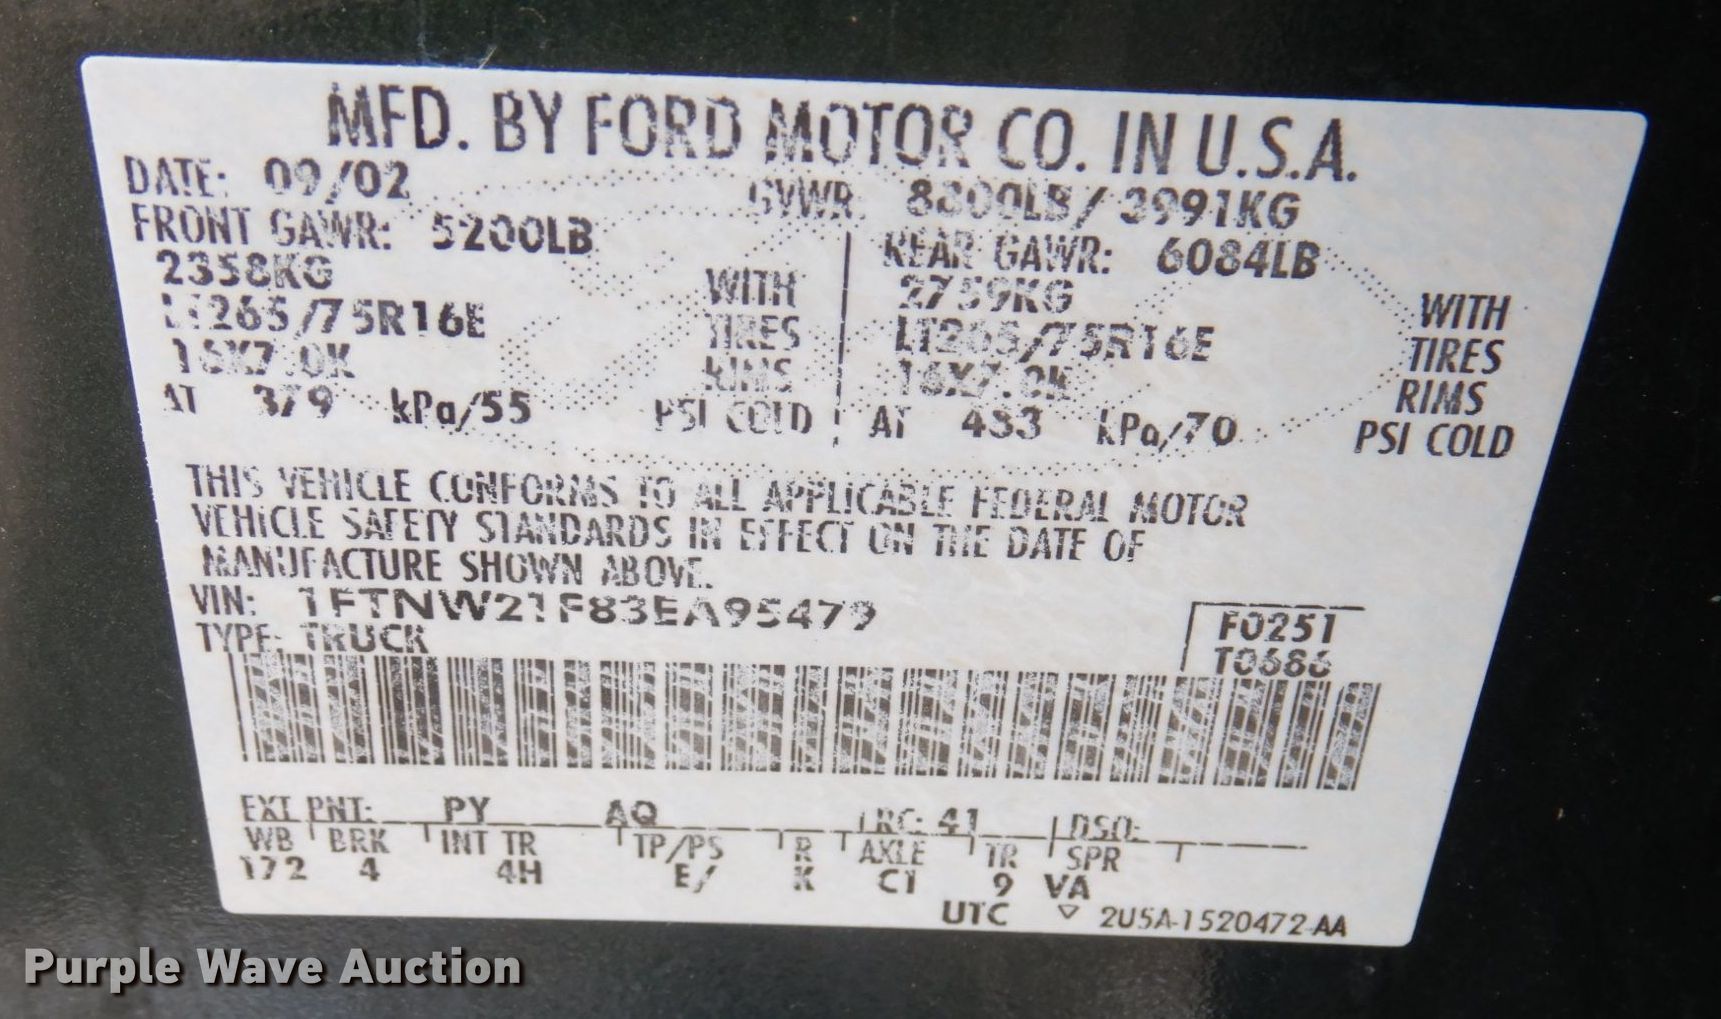 MFD. BY FORD MOTOR CO. IN U.S.A.
DATE: 09/02 GVWR: 8800LB/ 3991KG
FRONT GAWR: 5200LB REAR GAWR: 6084LB
2358KG WITH 2759KG WITH
LT265/75R16E TIRES LT265/75R16E TIRES
16X7.0K RIMS 16X7.0K RIMS
AT 379 kPa/55 PSI COLD AT 483 kPa/70 PSI COLD
THIS VEHICLE CONFORMS TO ALL APPLICABLE FEDERAL MOTOR
VEHICLE SAFETY STANDARDS IN EFFECT ON THE DATE OF
MANUFACTURE SHOWN ABOVE.
VIN: 1FTNW21F83EA95479
TYPE: TRUCK
F0251
T0686
EXT PNT: PY AQ RC: 41 DSO:
WB BRK INT TR TP/PS R AXLE TR SPR
172 4 4H E/ K C1 9 VA
UTC ▽ 2U5A-1520472-AA
Purple Wave Auction